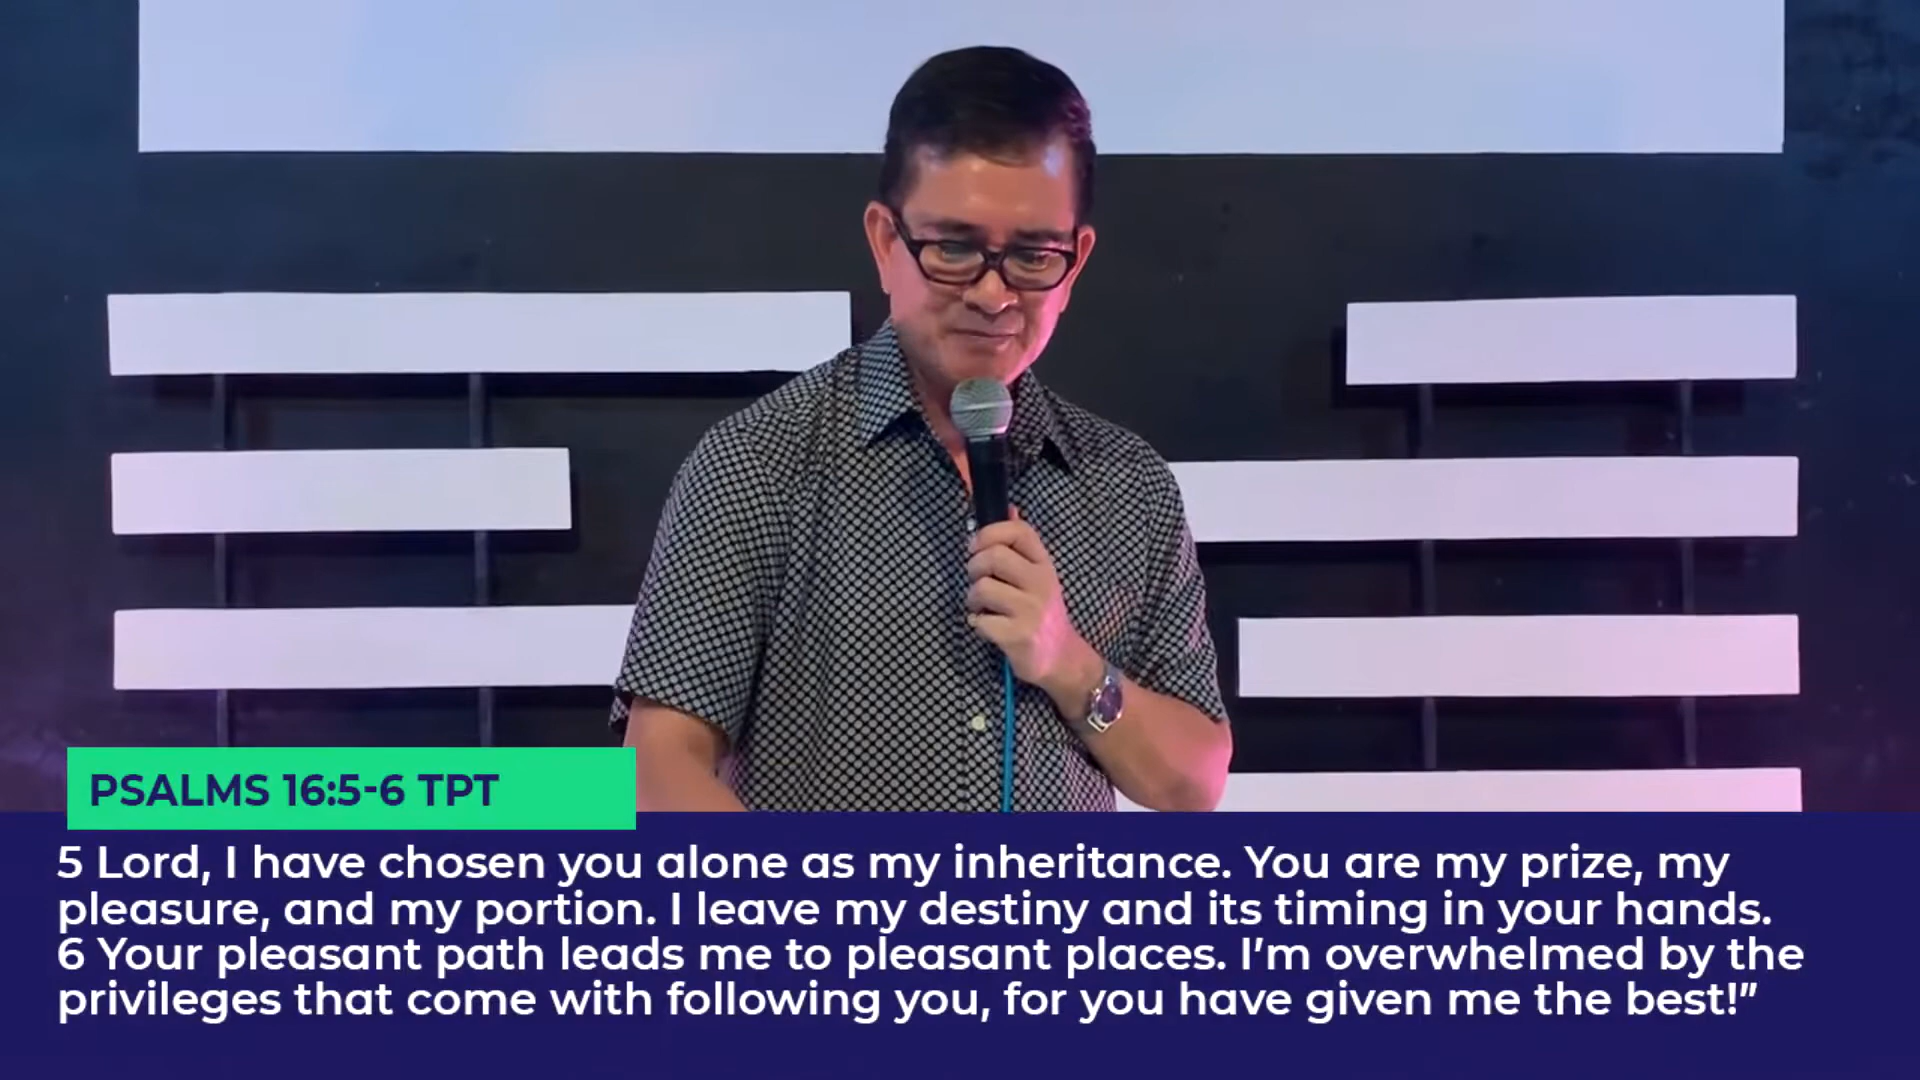 PSALMS 16:5-6 TPT
5 Lord, I have chosen you alone as my inheritance. You are my prize, my
pleasure, and my portion. I leave my destiny and its timing in your hands.
6 Your pleasant path leads me to pleasant places. I’m overwhelmed by the
privileges that come with following you, for you have given me the best!”